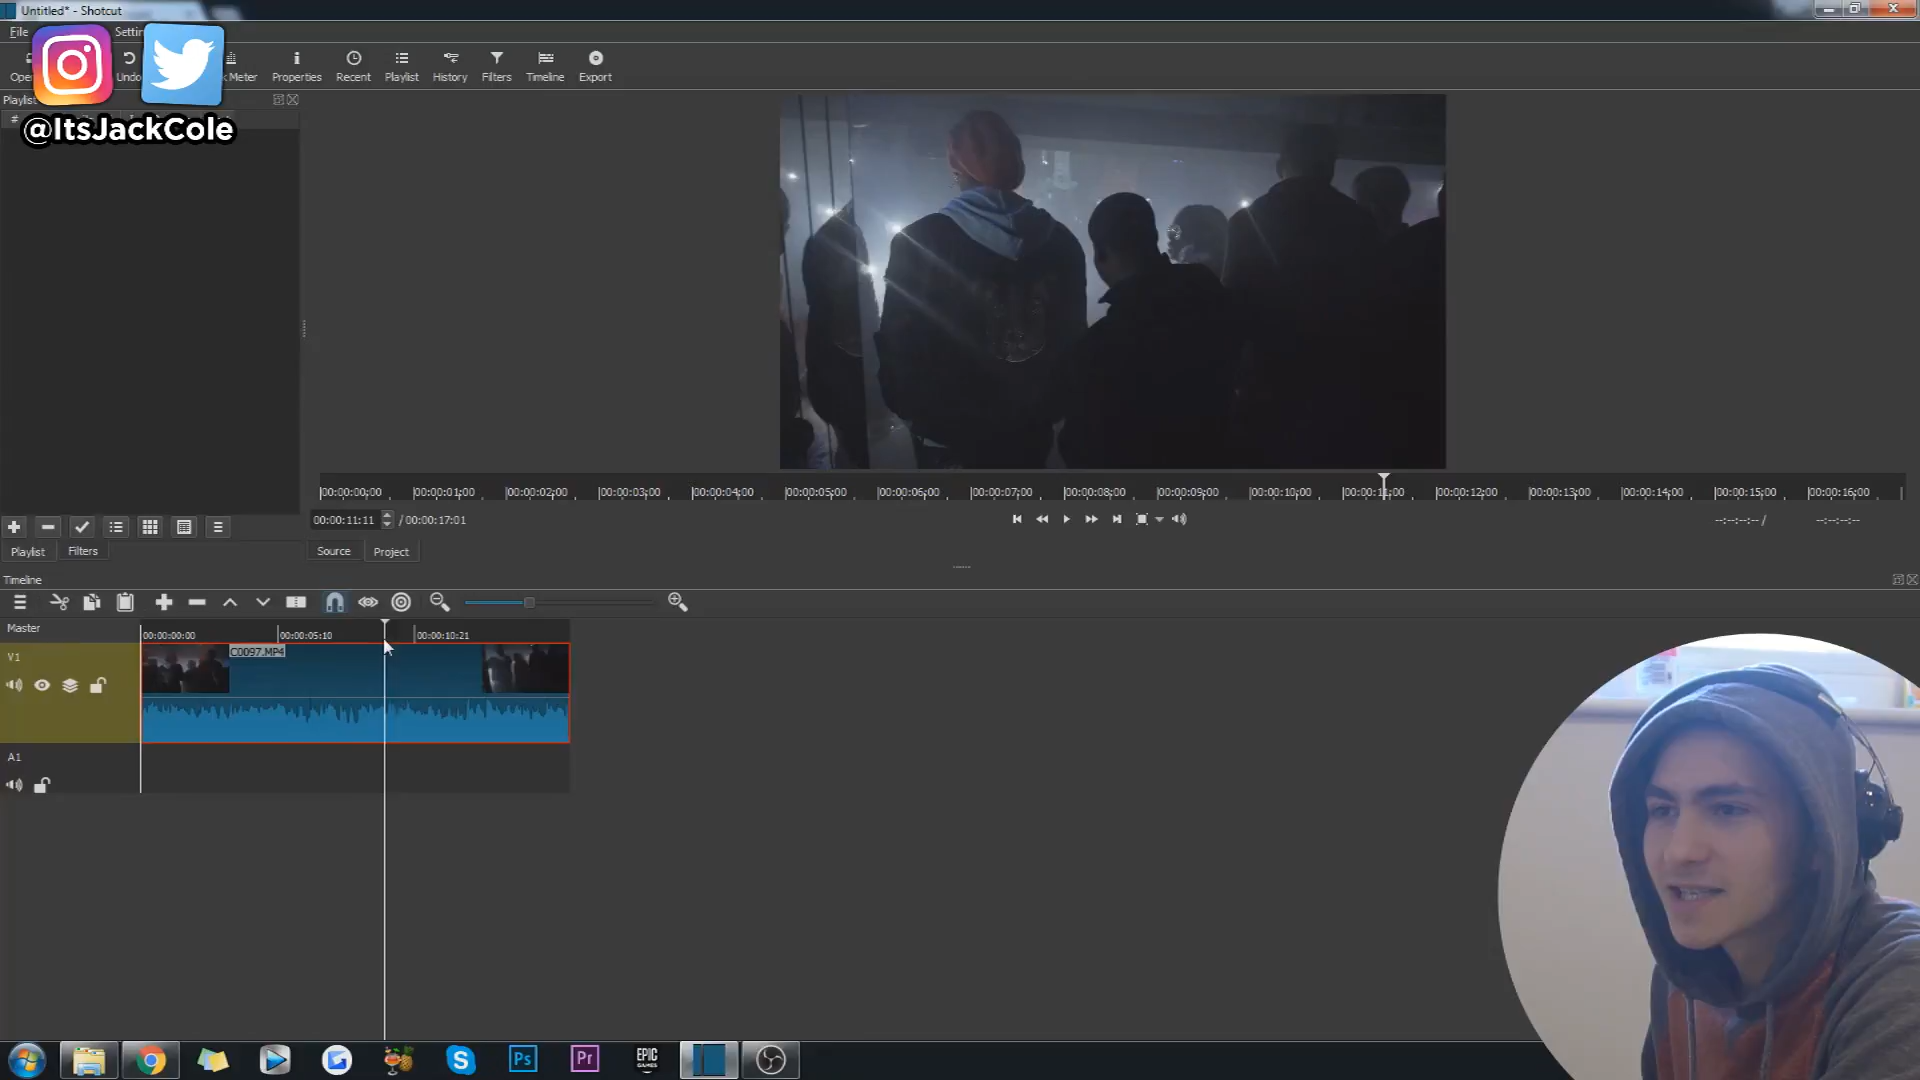 Untitled* - Shotcut
File
Undo
Meter
Properties
Recent
Playlist
History
Filters
Timeline
Export
@ItsJackCole
00:00:00;00
00:00:01;00
00:00:02;00
00:00:03;00
00:00:04;00
00:00:05;00
00:00:06;00
00:00:07;00
00:00:08;00
00:00:09;00
00:00:10;00
00:00:11;00
00:00:12;00
00:00:13;00
00:00:14;00
00:00:15;00
00:00:16;00
00:00:11:11
/ 00:00:17:01
--:--:--:-- /
--:--:--:--
Playlist
Filters
Source
Project
Timeline
Master
00:00:00:00
00:00:05:10
00:00:10:21
V1
C0097.MP4
A1
S
Ps
Pr
EPIC
GAMES